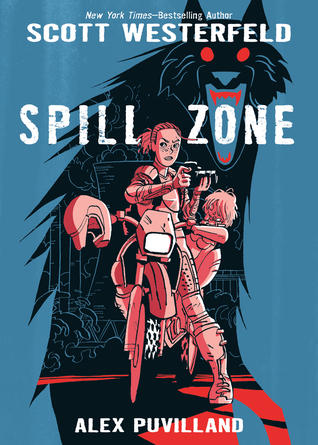 New York Times—Bestselling Author
SCOTT WESTERFELD
SPILL ZONE
ALEX PUVILLAND